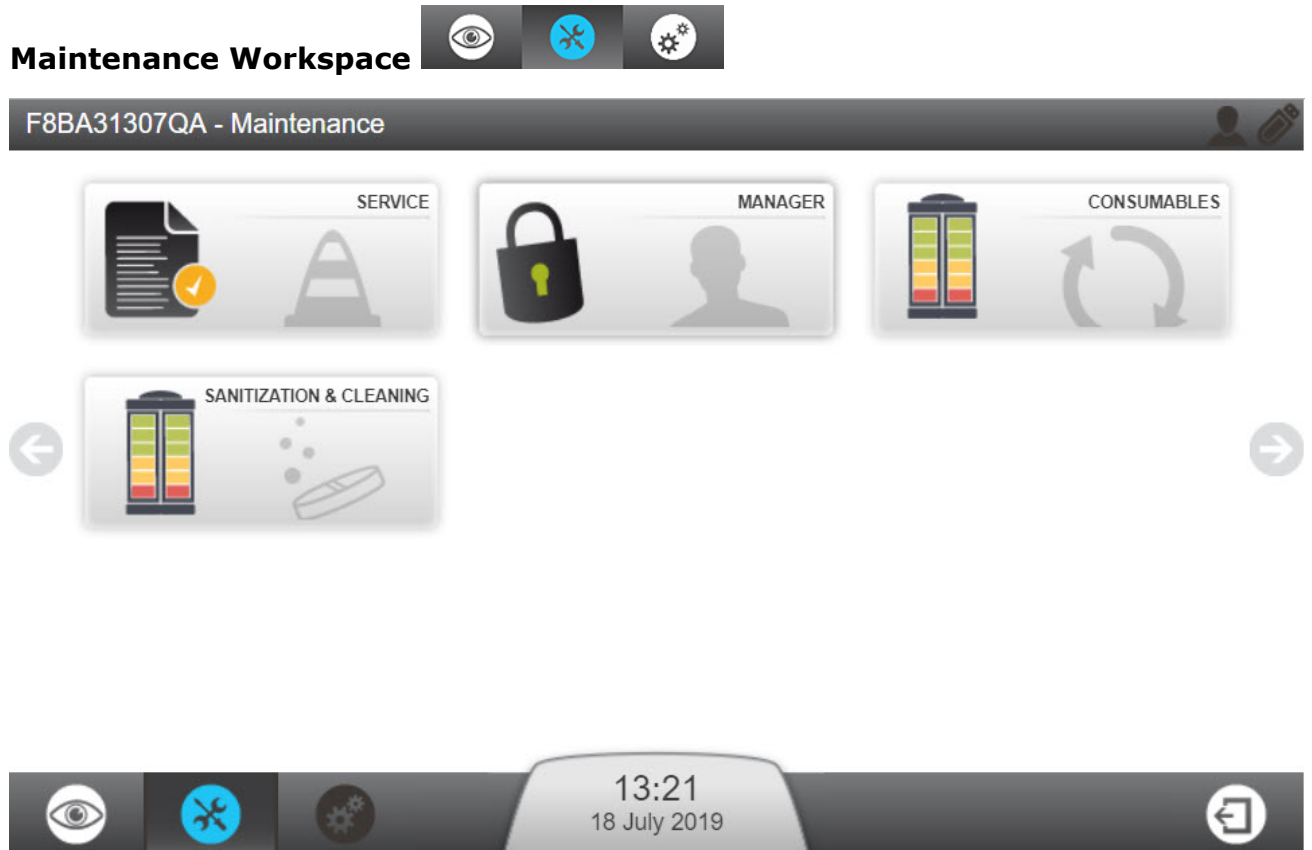 Maintenance Workspace
F8BA31307QA - Maintenance
SERVICE
MANAGER
CONSUMABLES
SANITIZATION & CLEANING
13:21
18 July 2019